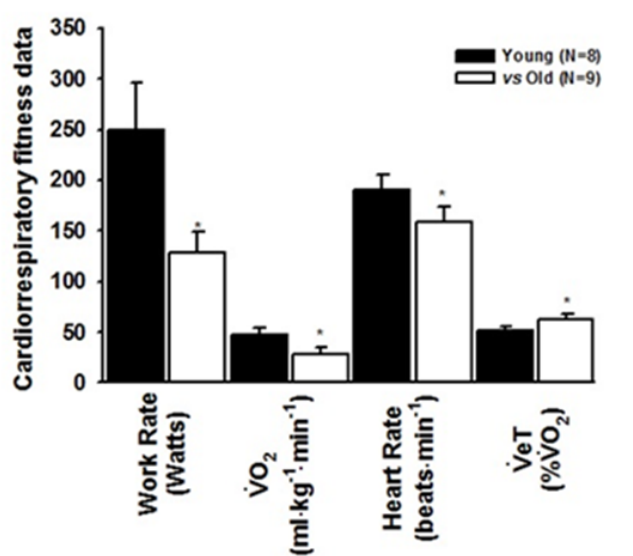 Cardiorrespiratory fitness data
350
300
250
200
150
100
50
0
Young (N=8)
vs Old (N=9)
*
*
*
*
Work Rate
(Watts)
V̇O₂
(ml·kg⁻¹·min⁻¹)
Heart Rate
(beats·min⁻¹)
V̇eT
(%V̇O₂)